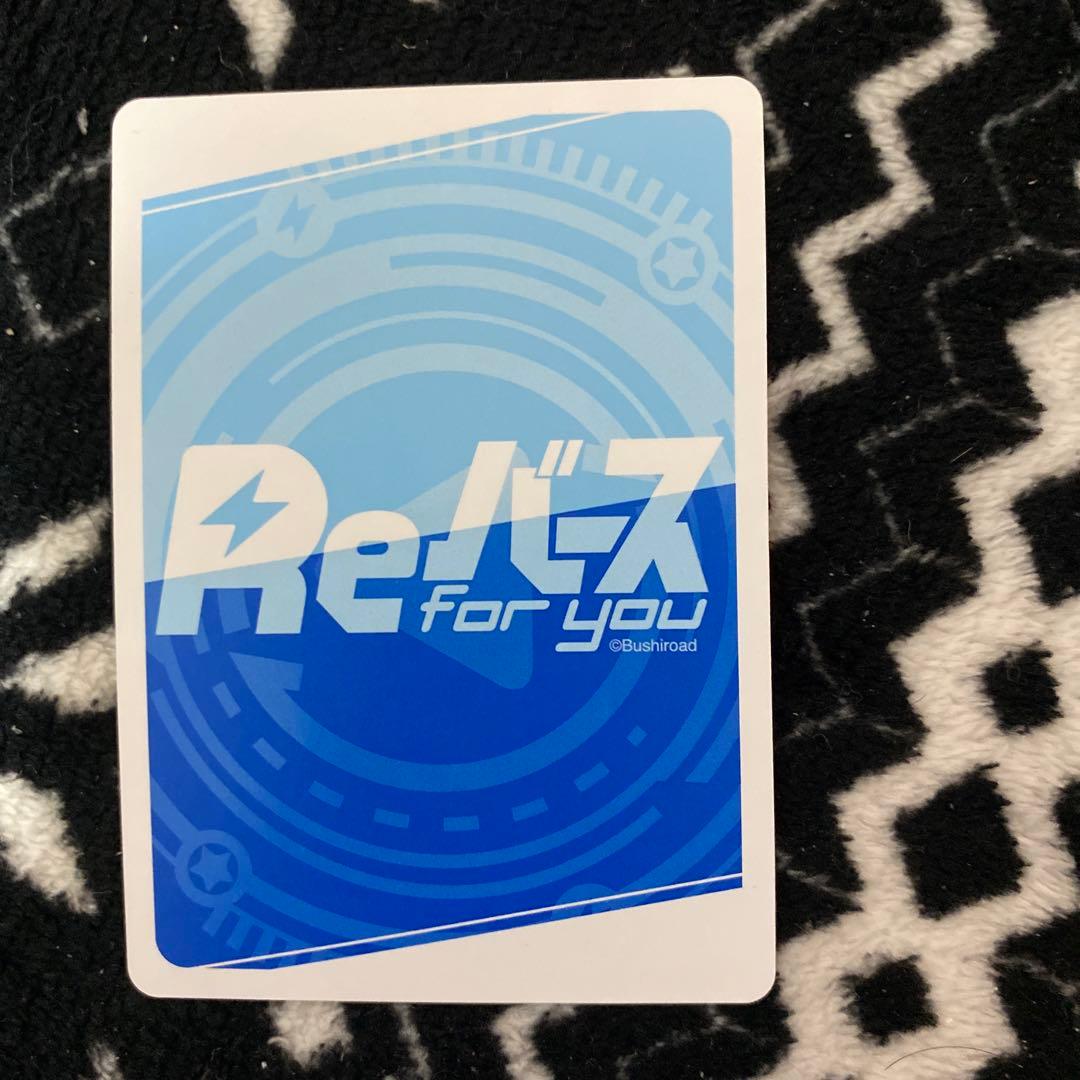 Reバース
for you
©Bushiroad